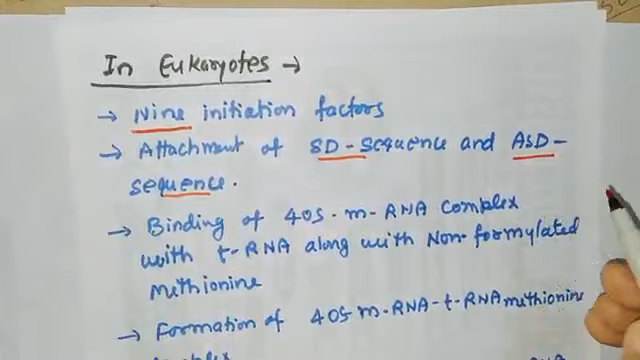 In Eukaryotes →
→ Nine initiation factors
→ Attachment of SD-sequence and ASD-
sequence.
→ Binding of 40s-m-RNA complex
with t-RNA along with Non-formylated
methionine
→ Formation of 40s-m-RNA-t-RNA methionine